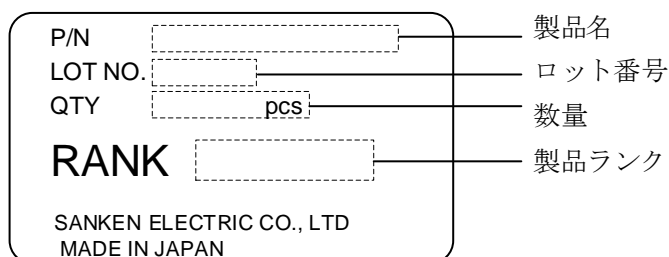 P/N 製品名
LOT NO. ロット番号
QTY pcs 数量
RANK 製品ランク
SANKEN ELECTRIC CO., LTD
MADE IN JAPAN